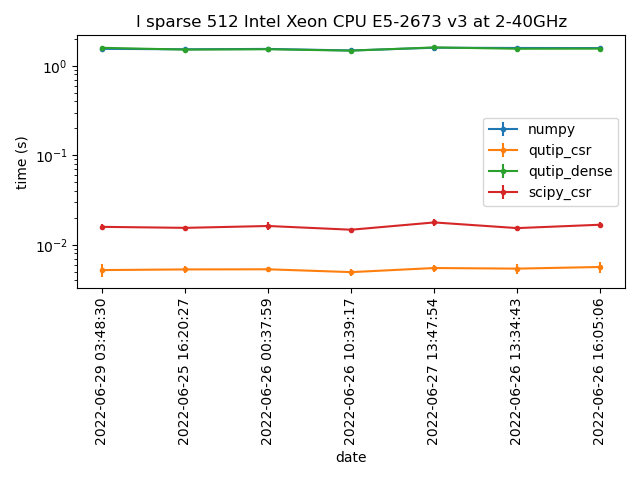 l sparse 512 Intel Xeon CPU E5-2673 v3 at 2-40GHz
time (s)
10⁰
10⁻¹
10⁻²
numpy
qutip_csr
qutip_dense
scipy_csr
2022-06-29 03:48:30
2022-06-25 16:20:27
2022-06-26 00:37:59
2022-06-26 10:39:17
2022-06-27 13:47:54
2022-06-26 13:34:43
2022-06-26 16:05:06
date